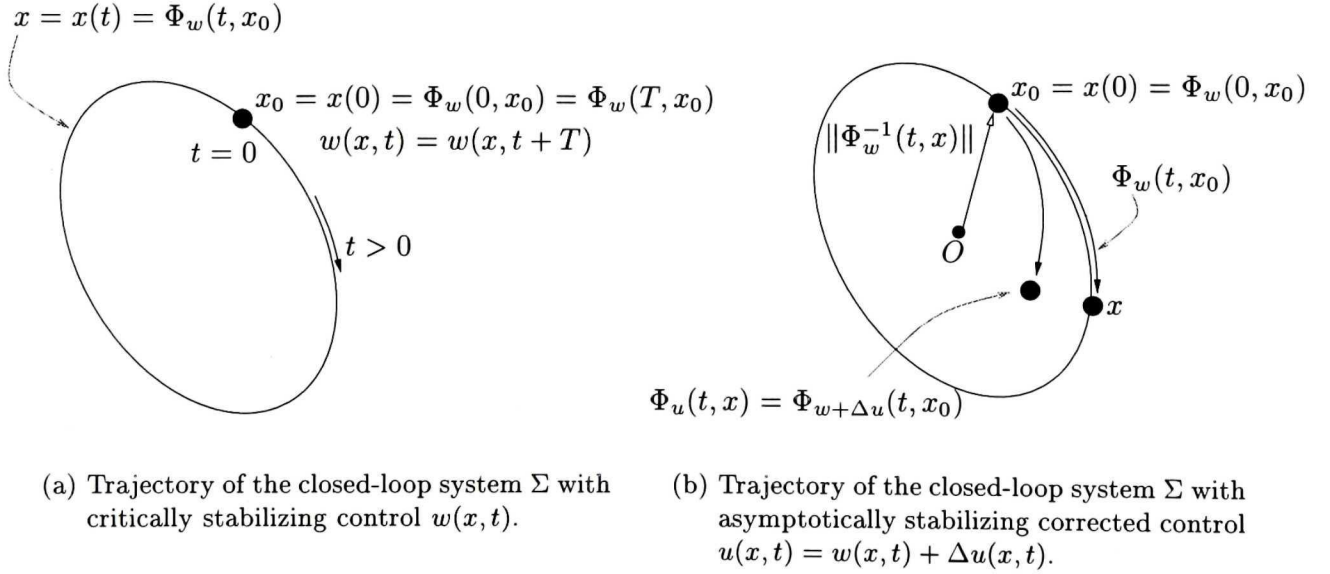 x = x(t) = Φ_w(t, x_0)
x_0 = x(0) = Φ_w(0, x_0) = Φ_w(T, x_0)
w(x, t) = w(x, t + T)
t = 0
t > 0
(a) Trajectory of the closed-loop system Σ with
critically stabilizing control w(x, t).
x_0 = x(0) = Φ_w(0, x_0)
||Φ_w^{-1}(t, x)||
Φ_w(t, x_0)
O
x
Φ_u(t, x) = Φ_{w+Δu}(t, x_0)
(b) Trajectory of the closed-loop system Σ with
asymptotically stabilizing corrected control
u(x, t) = w(x, t) + Δu(x, t).